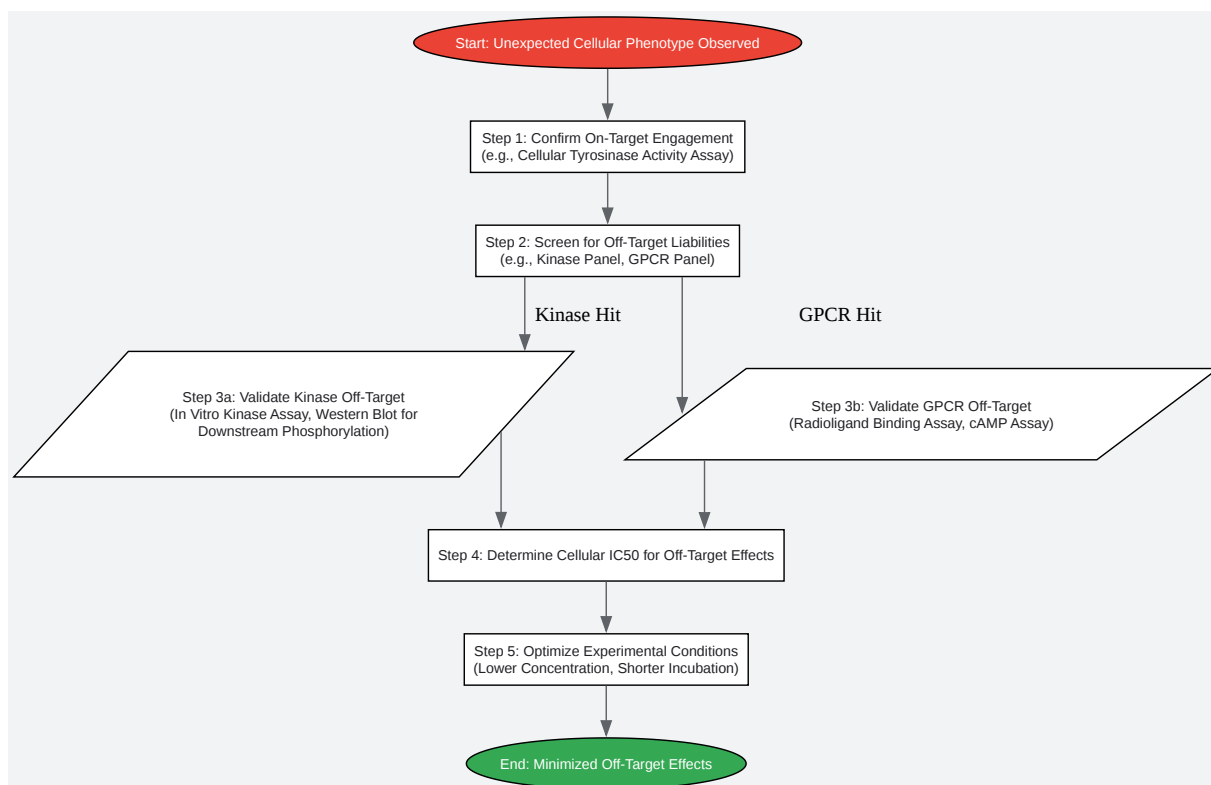 Start: Unexpected Cellular Phenotype Observed
Step 1: Confirm On-Target Engagement
(e.g., Cellular Tyrosinase Activity Assay)
Step 2: Screen for Off-Target Liabilities
(e.g., Kinase Panel, GPCR Panel)
Kinase Hit
GPCR Hit
Step 3a: Validate Kinase Off-Target
(In Vitro Kinase Assay, Western Blot for
Downstream Phosphorylation)
Step 3b: Validate GPCR Off-Target
(Radioligand Binding Assay, cAMP Assay)
Step 4: Determine Cellular IC50 for Off-Target Effects
Step 5: Optimize Experimental Conditions
(Lower Concentration, Shorter Incubation)
End: Minimized Off-Target Effects